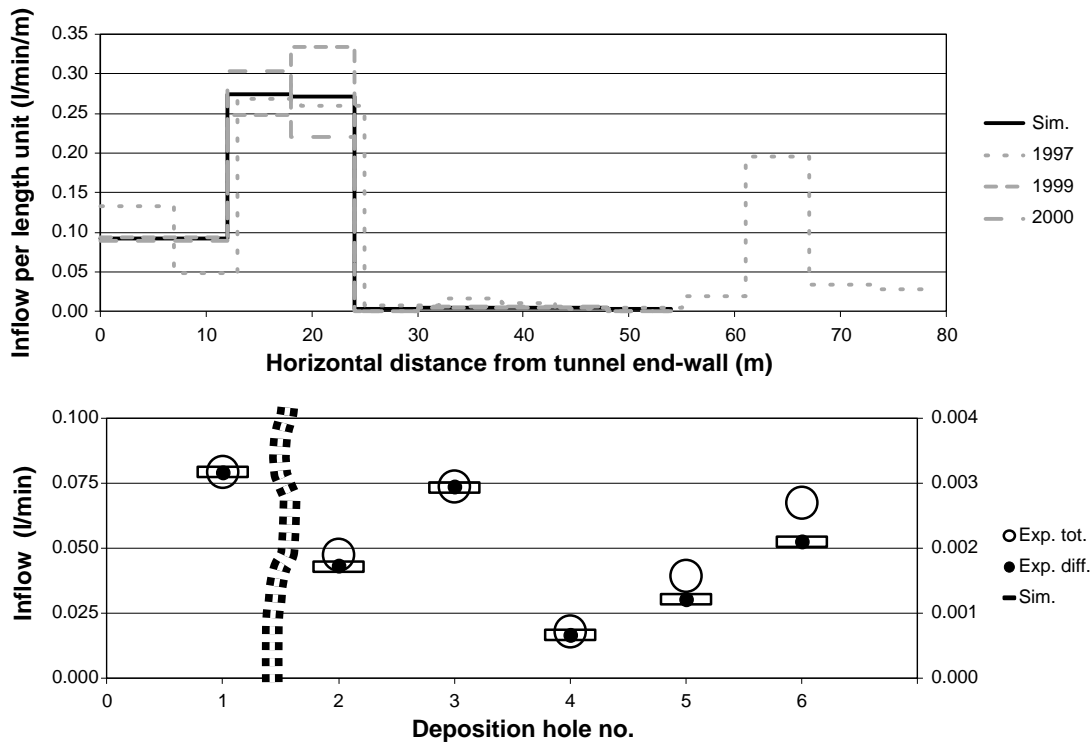 Inflow per length unit (l/min/m)
0.35
0.30
0.25
0.20
0.15
0.10
0.05
0.00
0 10 20 30 40 50 60 70 80
Horizontal distance from tunnel end-wall (m)
Sim.
1997
1999
2000
Inflow (l/min)
0.100
0.075
0.050
0.025
0.000
0.004
0.003
0.002
0.001
0.000
0 1 2 3 4 5 6
Deposition hole no.
Exp. tot.
Exp. diff.
Sim.